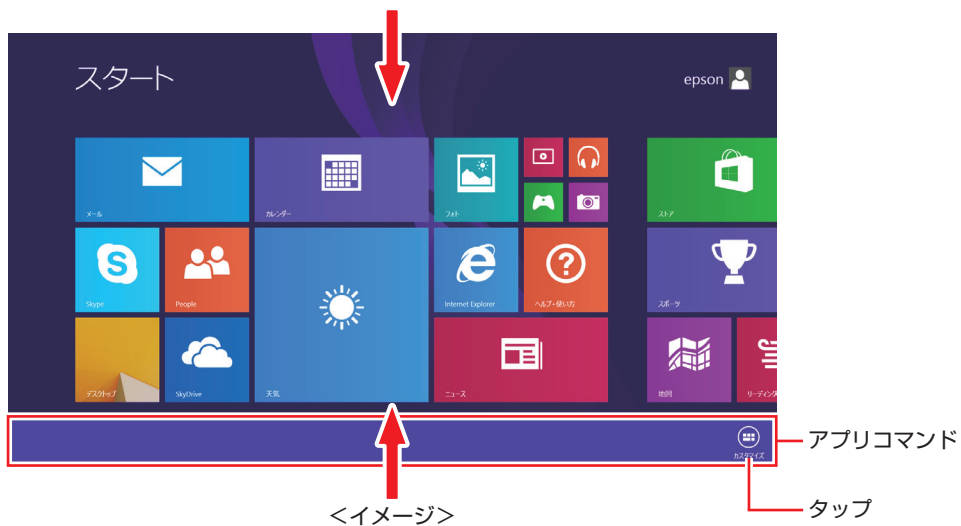 スタート
epson
メール
カレンダー
フォト
ストア
Skype
People
Internet Explorer
ヘルプ+使い方
スポーツ
デスクトップ
SkyDrive
天気
ニュース
地図
リーディング
カスタマイズ
アプリコマンド
タップ
＜イメージ＞